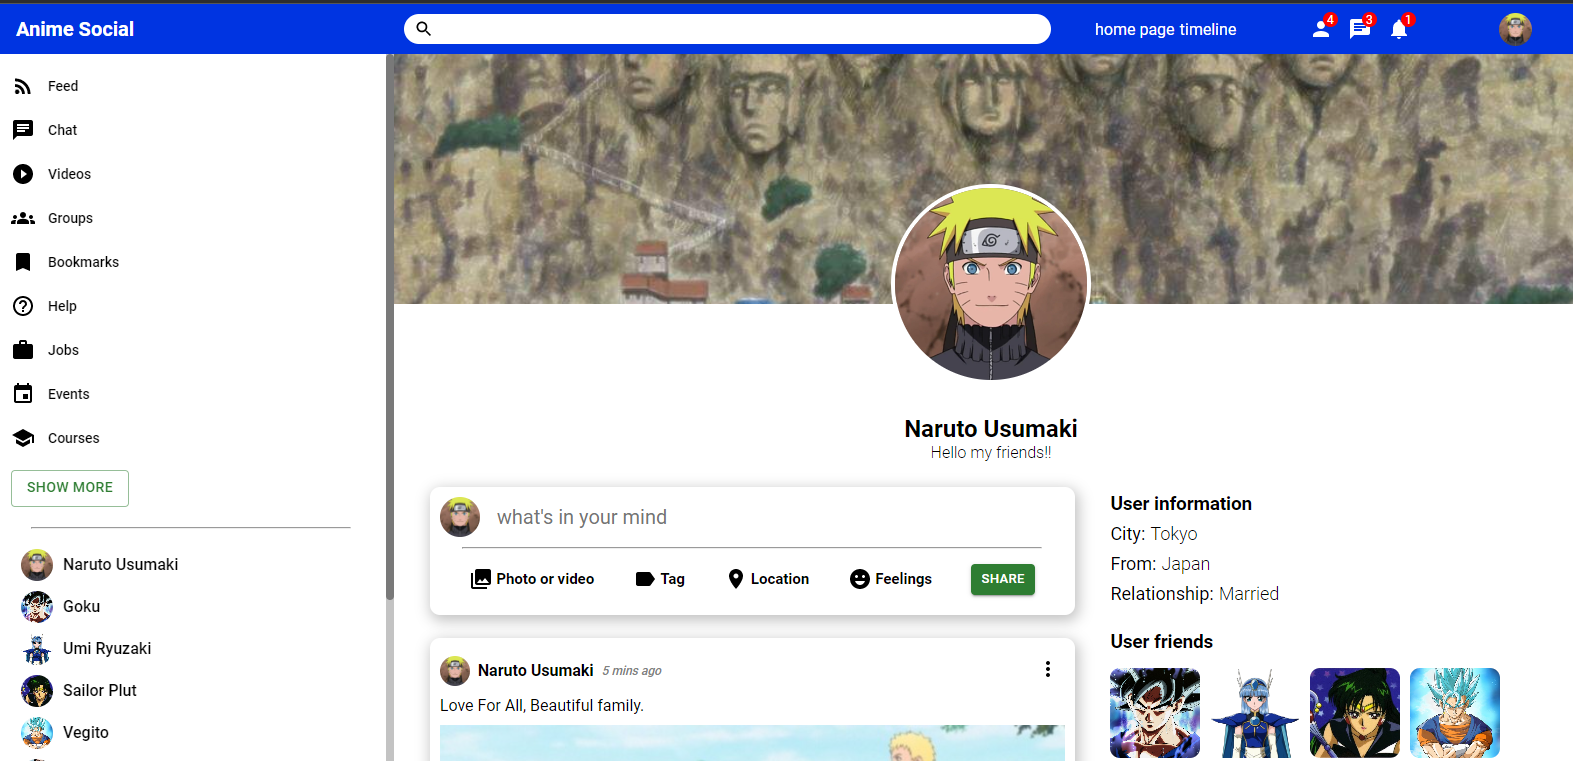 Anime Social
home page timeline
4
3
1
Feed
Chat
Videos
Groups
Bookmarks
Help
Jobs
Events
Courses
SHOW MORE
Naruto Usumaki
Goku
Umi Ryuzaki
Sailor Plut
Vegito
Naruto Usumaki
Hello my friends!!
what's in your mind
Photo or video
Tag
Location
Feelings
SHARE
Naruto Usumaki 5 mins ago
Love For All, Beautiful family.
User information
City: Tokyo
From: Japan
Relationship: Married
User friends